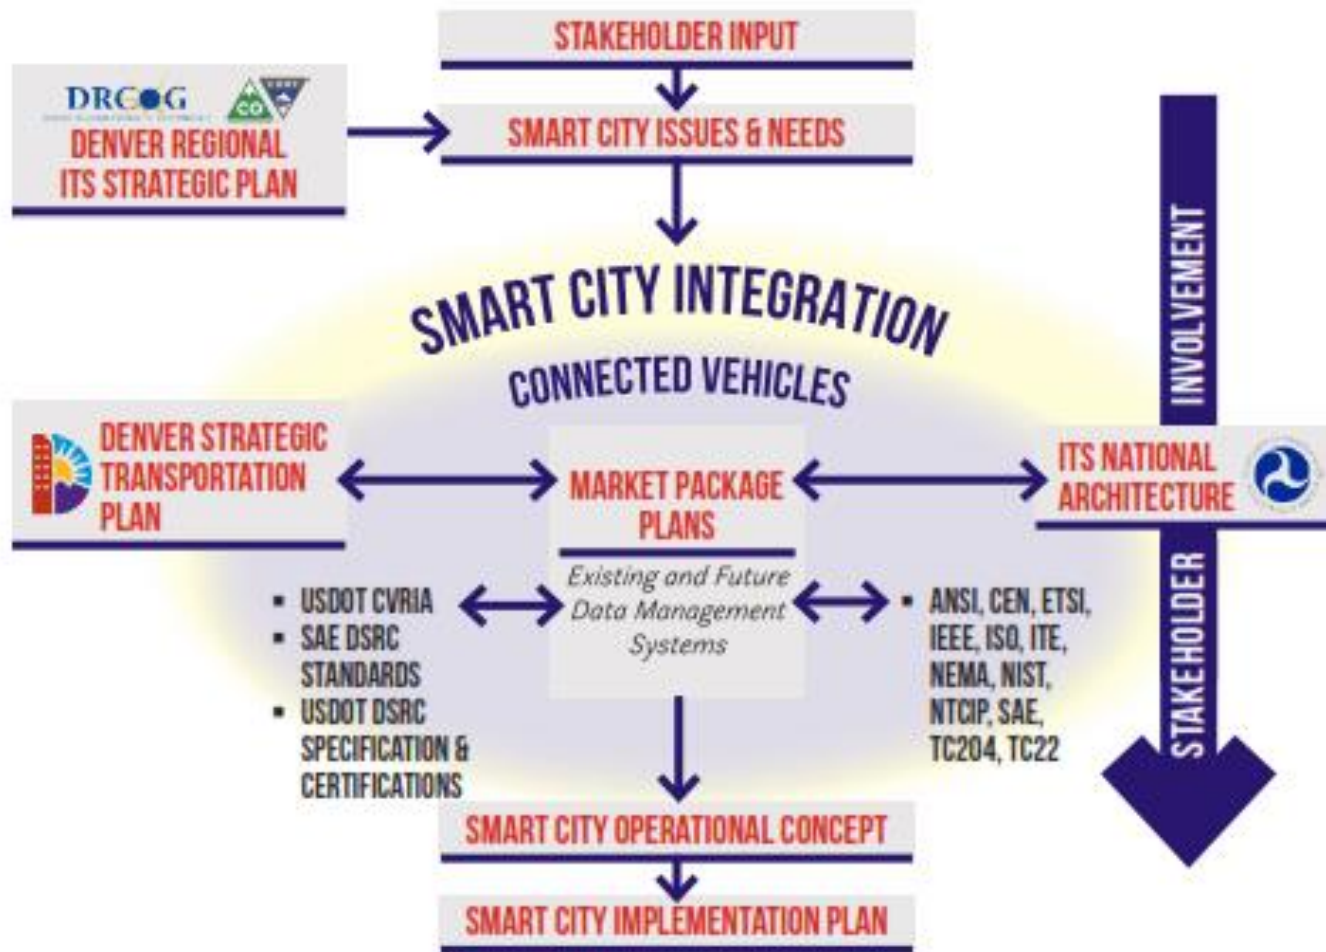 STAKEHOLDER INPUT
DRCOG
CO
DENVER REGIONAL
ITS STRATEGIC PLAN
SMART CITY ISSUES & NEEDS
SMART CITY INTEGRATION
CONNECTED VEHICLES
INVOLVEMENT
DENVER STRATEGIC
TRANSPORTATION
PLAN
MARKET PACKAGE
PLANS
Existing and Future
Data Management
Systems
ITS NATIONAL
ARCHITECTURE
▪ USDOT CVRIA
▪ SAE DSRC
STANDARDS
▪ USDOT DSRC
SPECIFICATION &
CERTIFICATIONS
▪ ANSI, CEN, ETSI,
IEEE, ISO, ITE,
NEMA, NIST,
NTCIP, SAE,
TC204, TC22
STAKEHOLDER
SMART CITY OPERATIONAL CONCEPT
SMART CITY IMPLEMENTATION PLAN